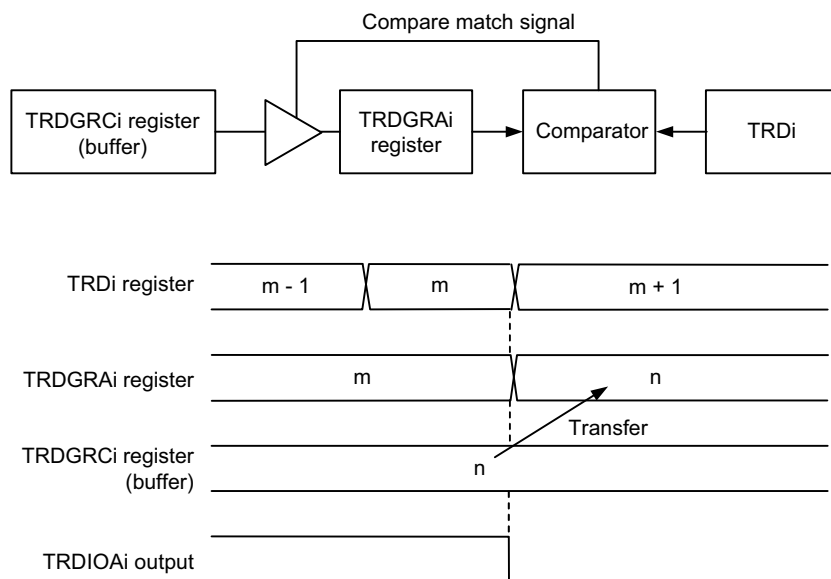 Compare match signal
TRDGRCi register
(buffer)
TRDGRAi
register
Comparator
TRDi
TRDi register
m - 1
m
m + 1
TRDGRAi register
m
n
Transfer
TRDGRCi register
(buffer)
n
TRDIOAi output